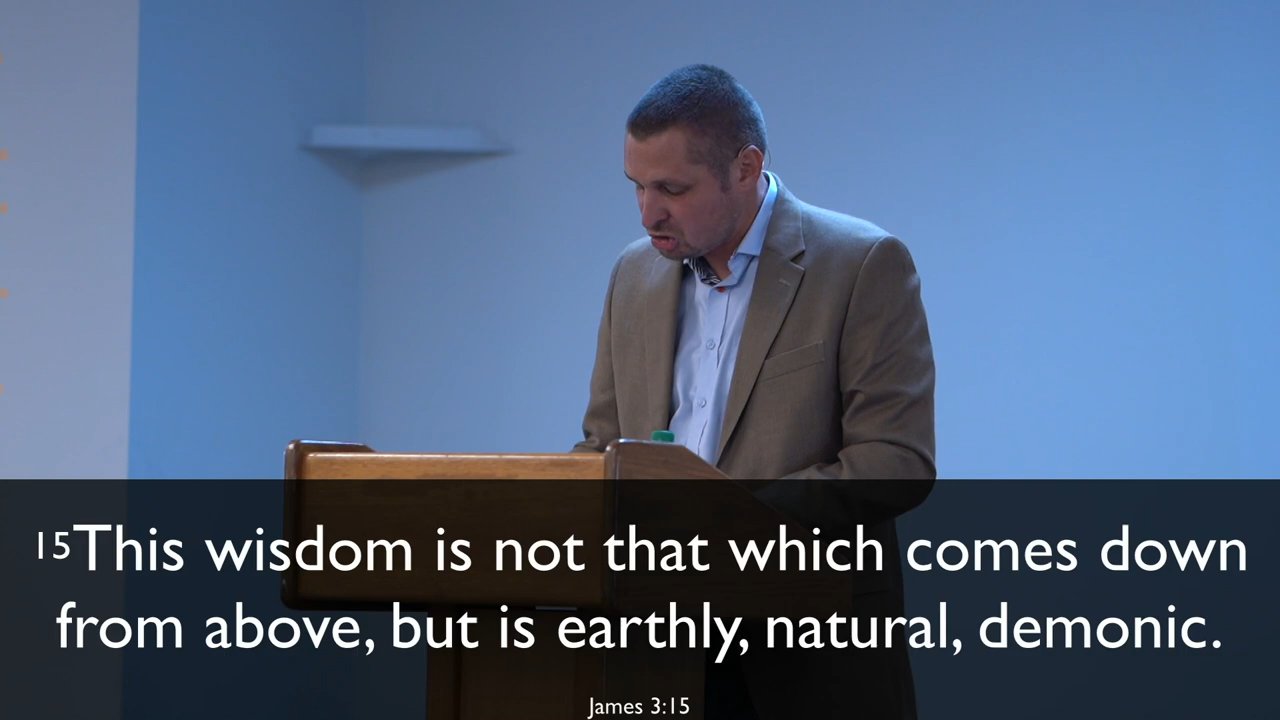 15This wisdom is not that which comes down
from above, but is earthly, natural, demonic.
James 3:15